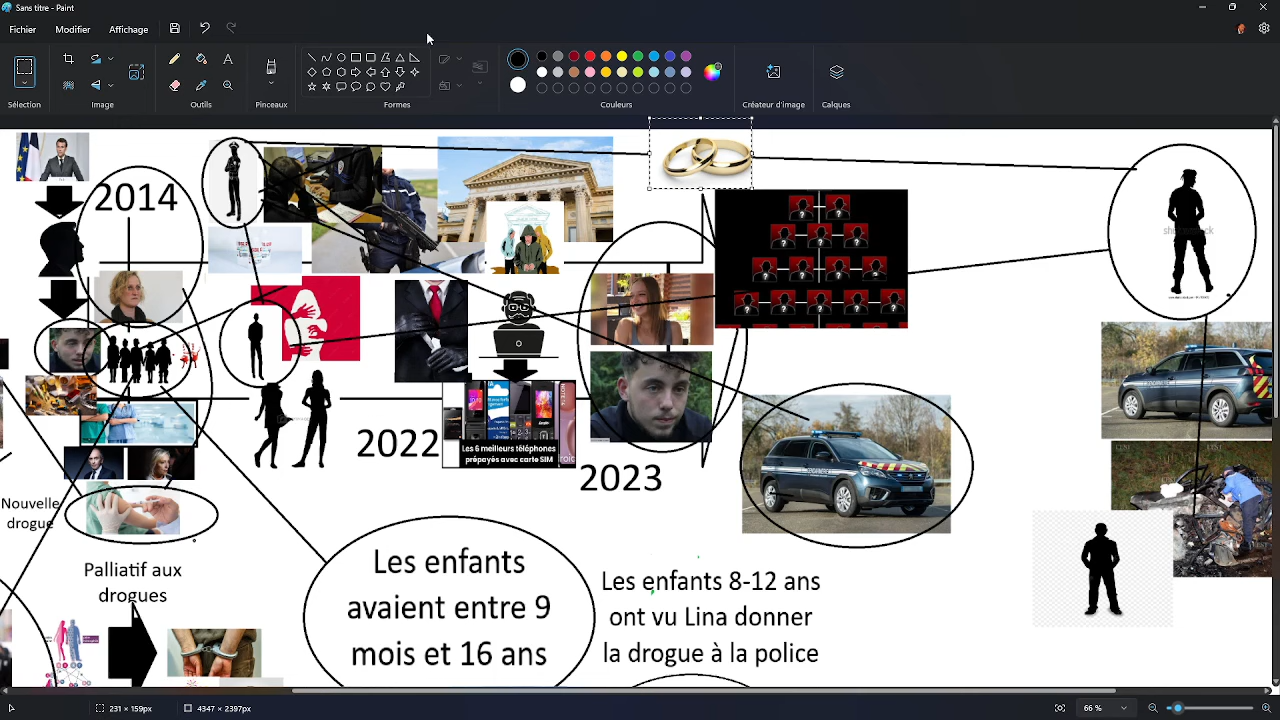 Sans titre - Paint
Fichier
Modifier
Affichage
Sélection
Image
Outils
Pinceaux
Formes
Couleurs
Créateur d'image
Calques
2014
2022
2023
Les 6 meilleurs téléphones
prépayés avec carte SIM
Nouvelle
drogue
Palliatif aux
drogues
Les enfants
avaient entre 9
mois et 16 ans
Les enfants 8-12 ans
ont vu Lina donner
la drogue à la police
231 × 159px
4347 × 2397px
66 %